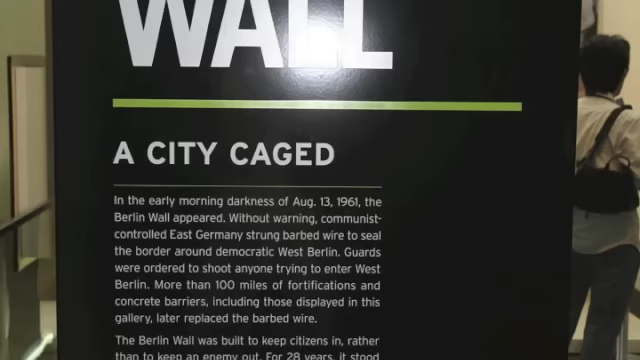 WALL
A CITY CAGED
In the early morning darkness of Aug. 13, 1961, the
Berlin Wall appeared. Without warning, communist-
controlled East Germany strung barbed wire to seal
the border around democratic West Berlin. Guards
were ordered to shoot anyone trying to enter West
Berlin. More than 100 miles of fortifications and
concrete barriers, including those displayed in this
gallery, later replaced the barbed wire.
The Berlin Wall was built to keep citizens in, rather
than to keep an enemy out. For 28 years, it stood